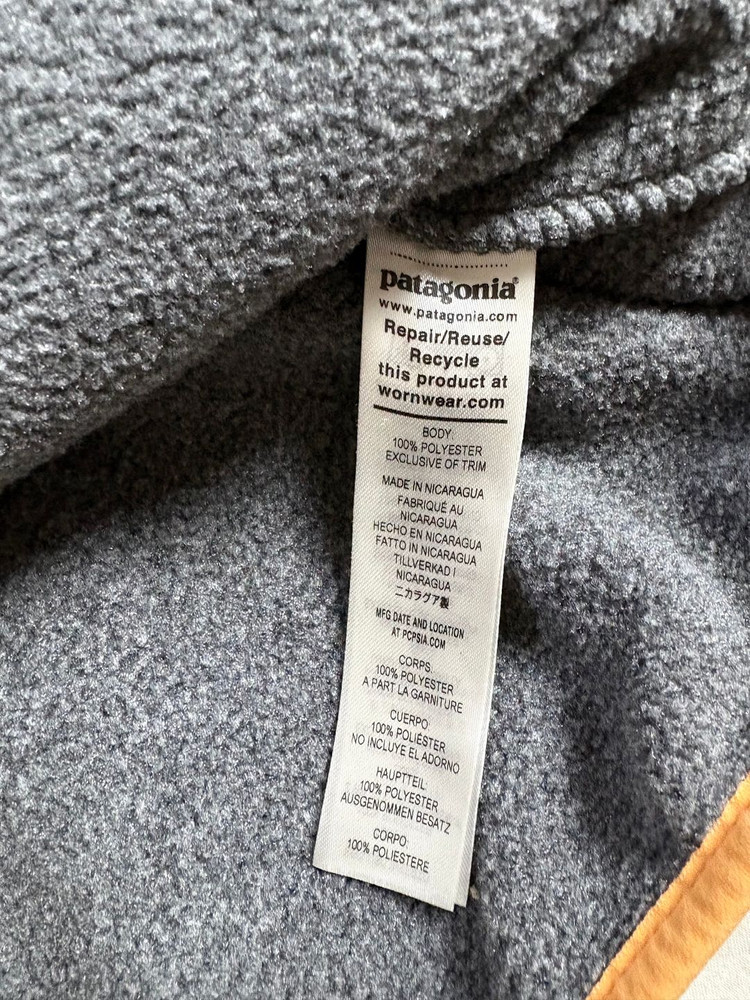 patagonia®
www.patagonia.com
Repair/Reuse/
Recycle
this product at
wornwear.com
BODY:
100% POLYESTER
EXCLUSIVE OF TRIM
MADE IN NICARAGUA
FABRIQUÉ AU
NICARAGUA
HECHO EN NICARAGUA
FATTO IN NICARAGUA
TILLVERKAD I
NICARAGUA
ニカラグア製
MFG DATE AND LOCATION
AT PCPSIA.COM
CORPS:
100% POLYESTER
A PART LA GARNITURE
CUERPO:
100% POLIÉSTER
NO INCLUYE EL ADORNO
HAUPTTEIL:
100% POLYESTER
AUSGENOMMEN BESATZ
CORPO:
100% POLIESTERE